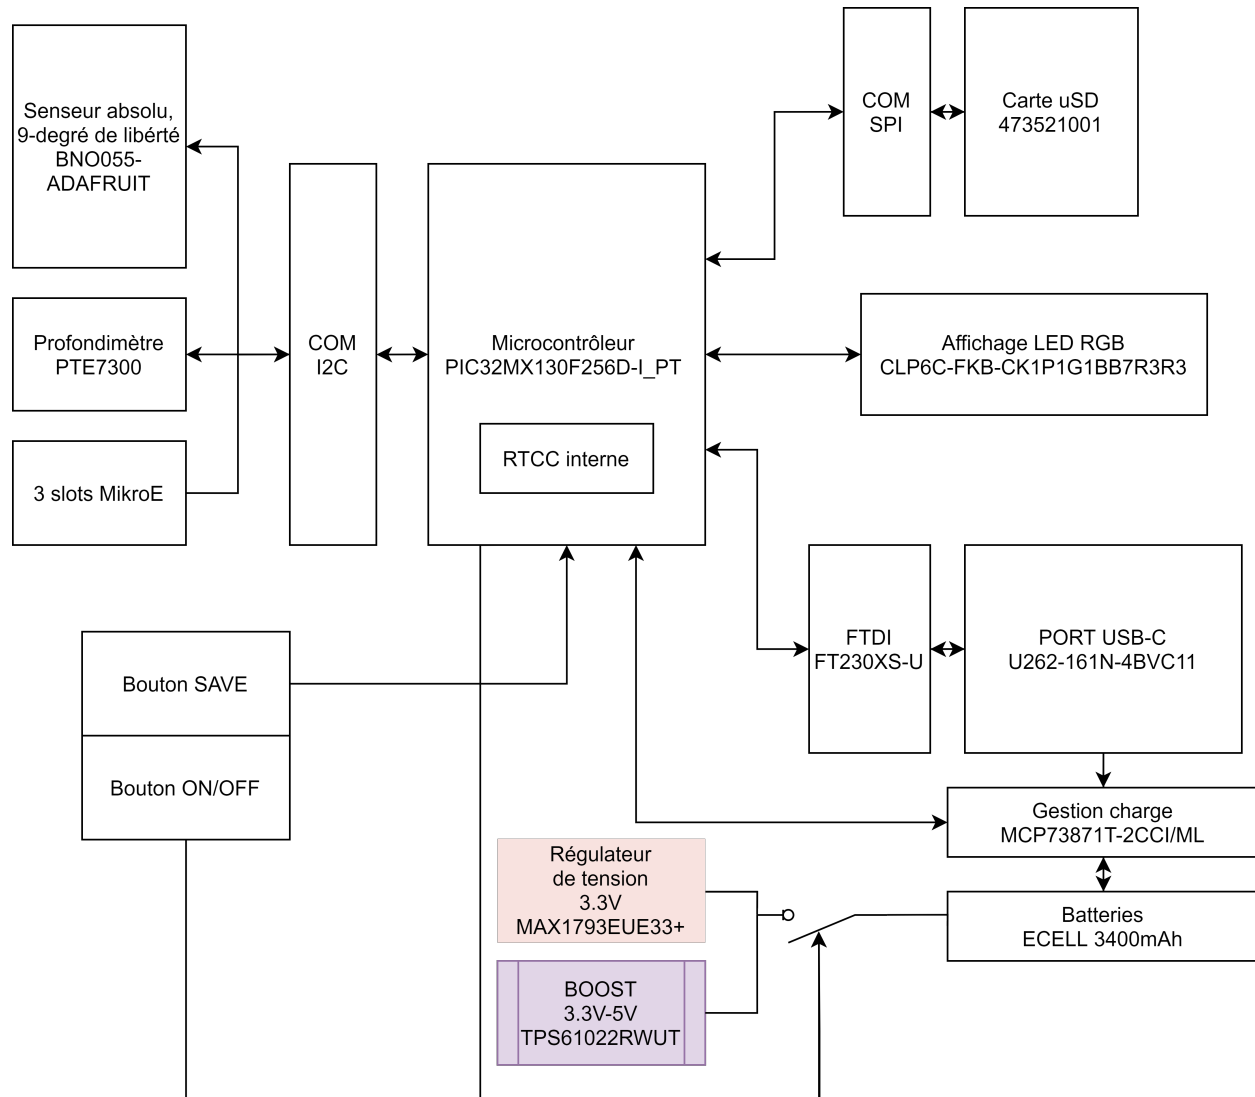 Senseur absolu,
9-degré de libérté
BNO055-
ADAFRUIT
COM
SPI
Carte uSD
473521001
Profondimètre
PTE7300
COM
I2C
Microcontrôleur
PIC32MX130F256D-I_PT
Affichage LED RGB
CLP6C-FKB-CK1P1G1BB7R3R3
RTCC interne
3 slots MikroE
FTDI
FT230XS-U
PORT USB-C
U262-161N-4BVC11
Bouton SAVE
Bouton ON/OFF
Gestion charge
MCP73871T-2CCI/ML
Régulateur
de tension
3.3V
MAX1793EUE33+
Batteries
ECELL 3400mAh
BOOST
3.3V-5V
TPS61022RWUT